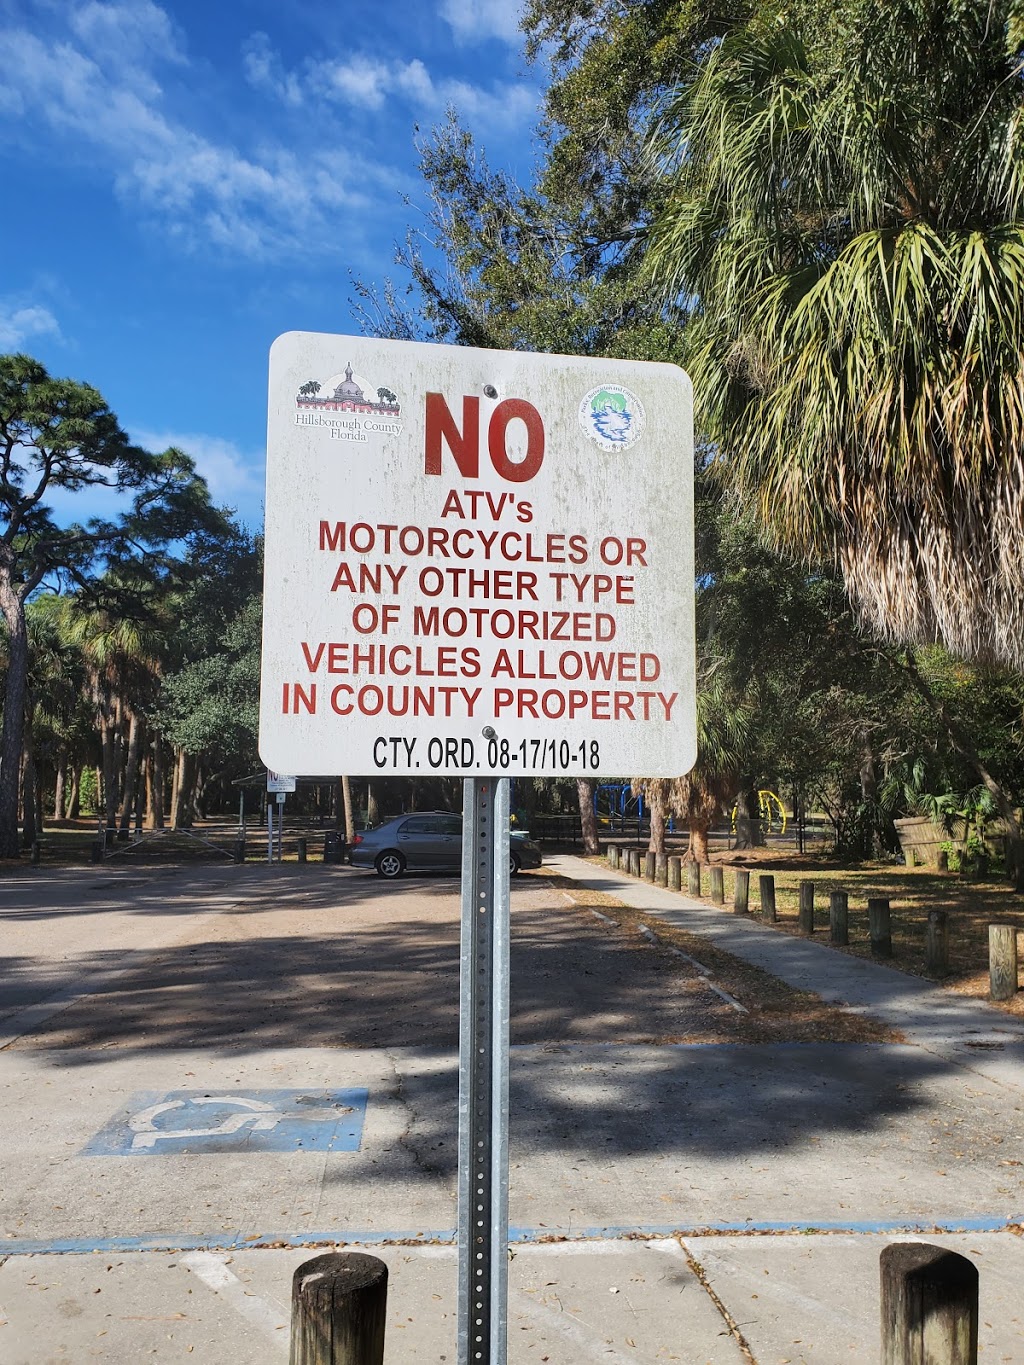 Hillsborough County
Florida
NO
ATV's
MOTORCYCLES OR
ANY OTHER TYPE
OF MOTORIZED
VEHICLES ALLOWED
IN COUNTY PROPERTY
CTY. ORD. 08-17/10-18
NO